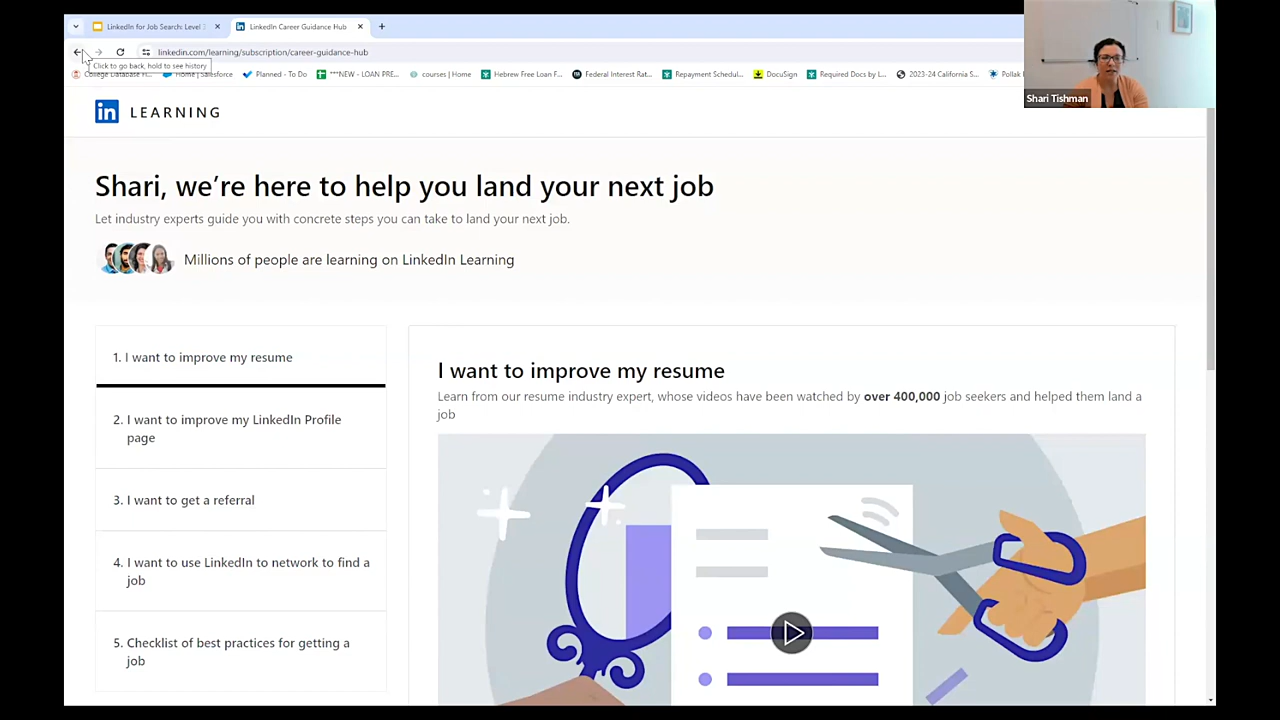 LinkedIn for Job Search: Level
LinkedIn Career Guidance Hub
linkedin.com/learning/subscription/career-guidance-hub
Click to go back, hold to see history
Home | Salesforce
Planned - To Do
***NEW - LOAN PRE...
courses | Home
Hebrew Free Loan F...
Federal Interest Rat...
Repayment Schedul...
DocuSign
Required Docs by L...
2023-24 California S...
Pollak
Shari Tishman
in LEARNING
Shari, we're here to help you land your next job
Let industry experts guide you with concrete steps you can take to land your next job.
Millions of people are learning on LinkedIn Learning
1. I want to improve my resume
2. I want to improve my LinkedIn Profile
page
3. I want to get a referral
4. I want to use LinkedIn to network to find a
job
5. Checklist of best practices for getting a
job
I want to improve my resume
Learn from our resume industry expert, whose videos have been watched by over 400,000 job seekers and helped them land a
job